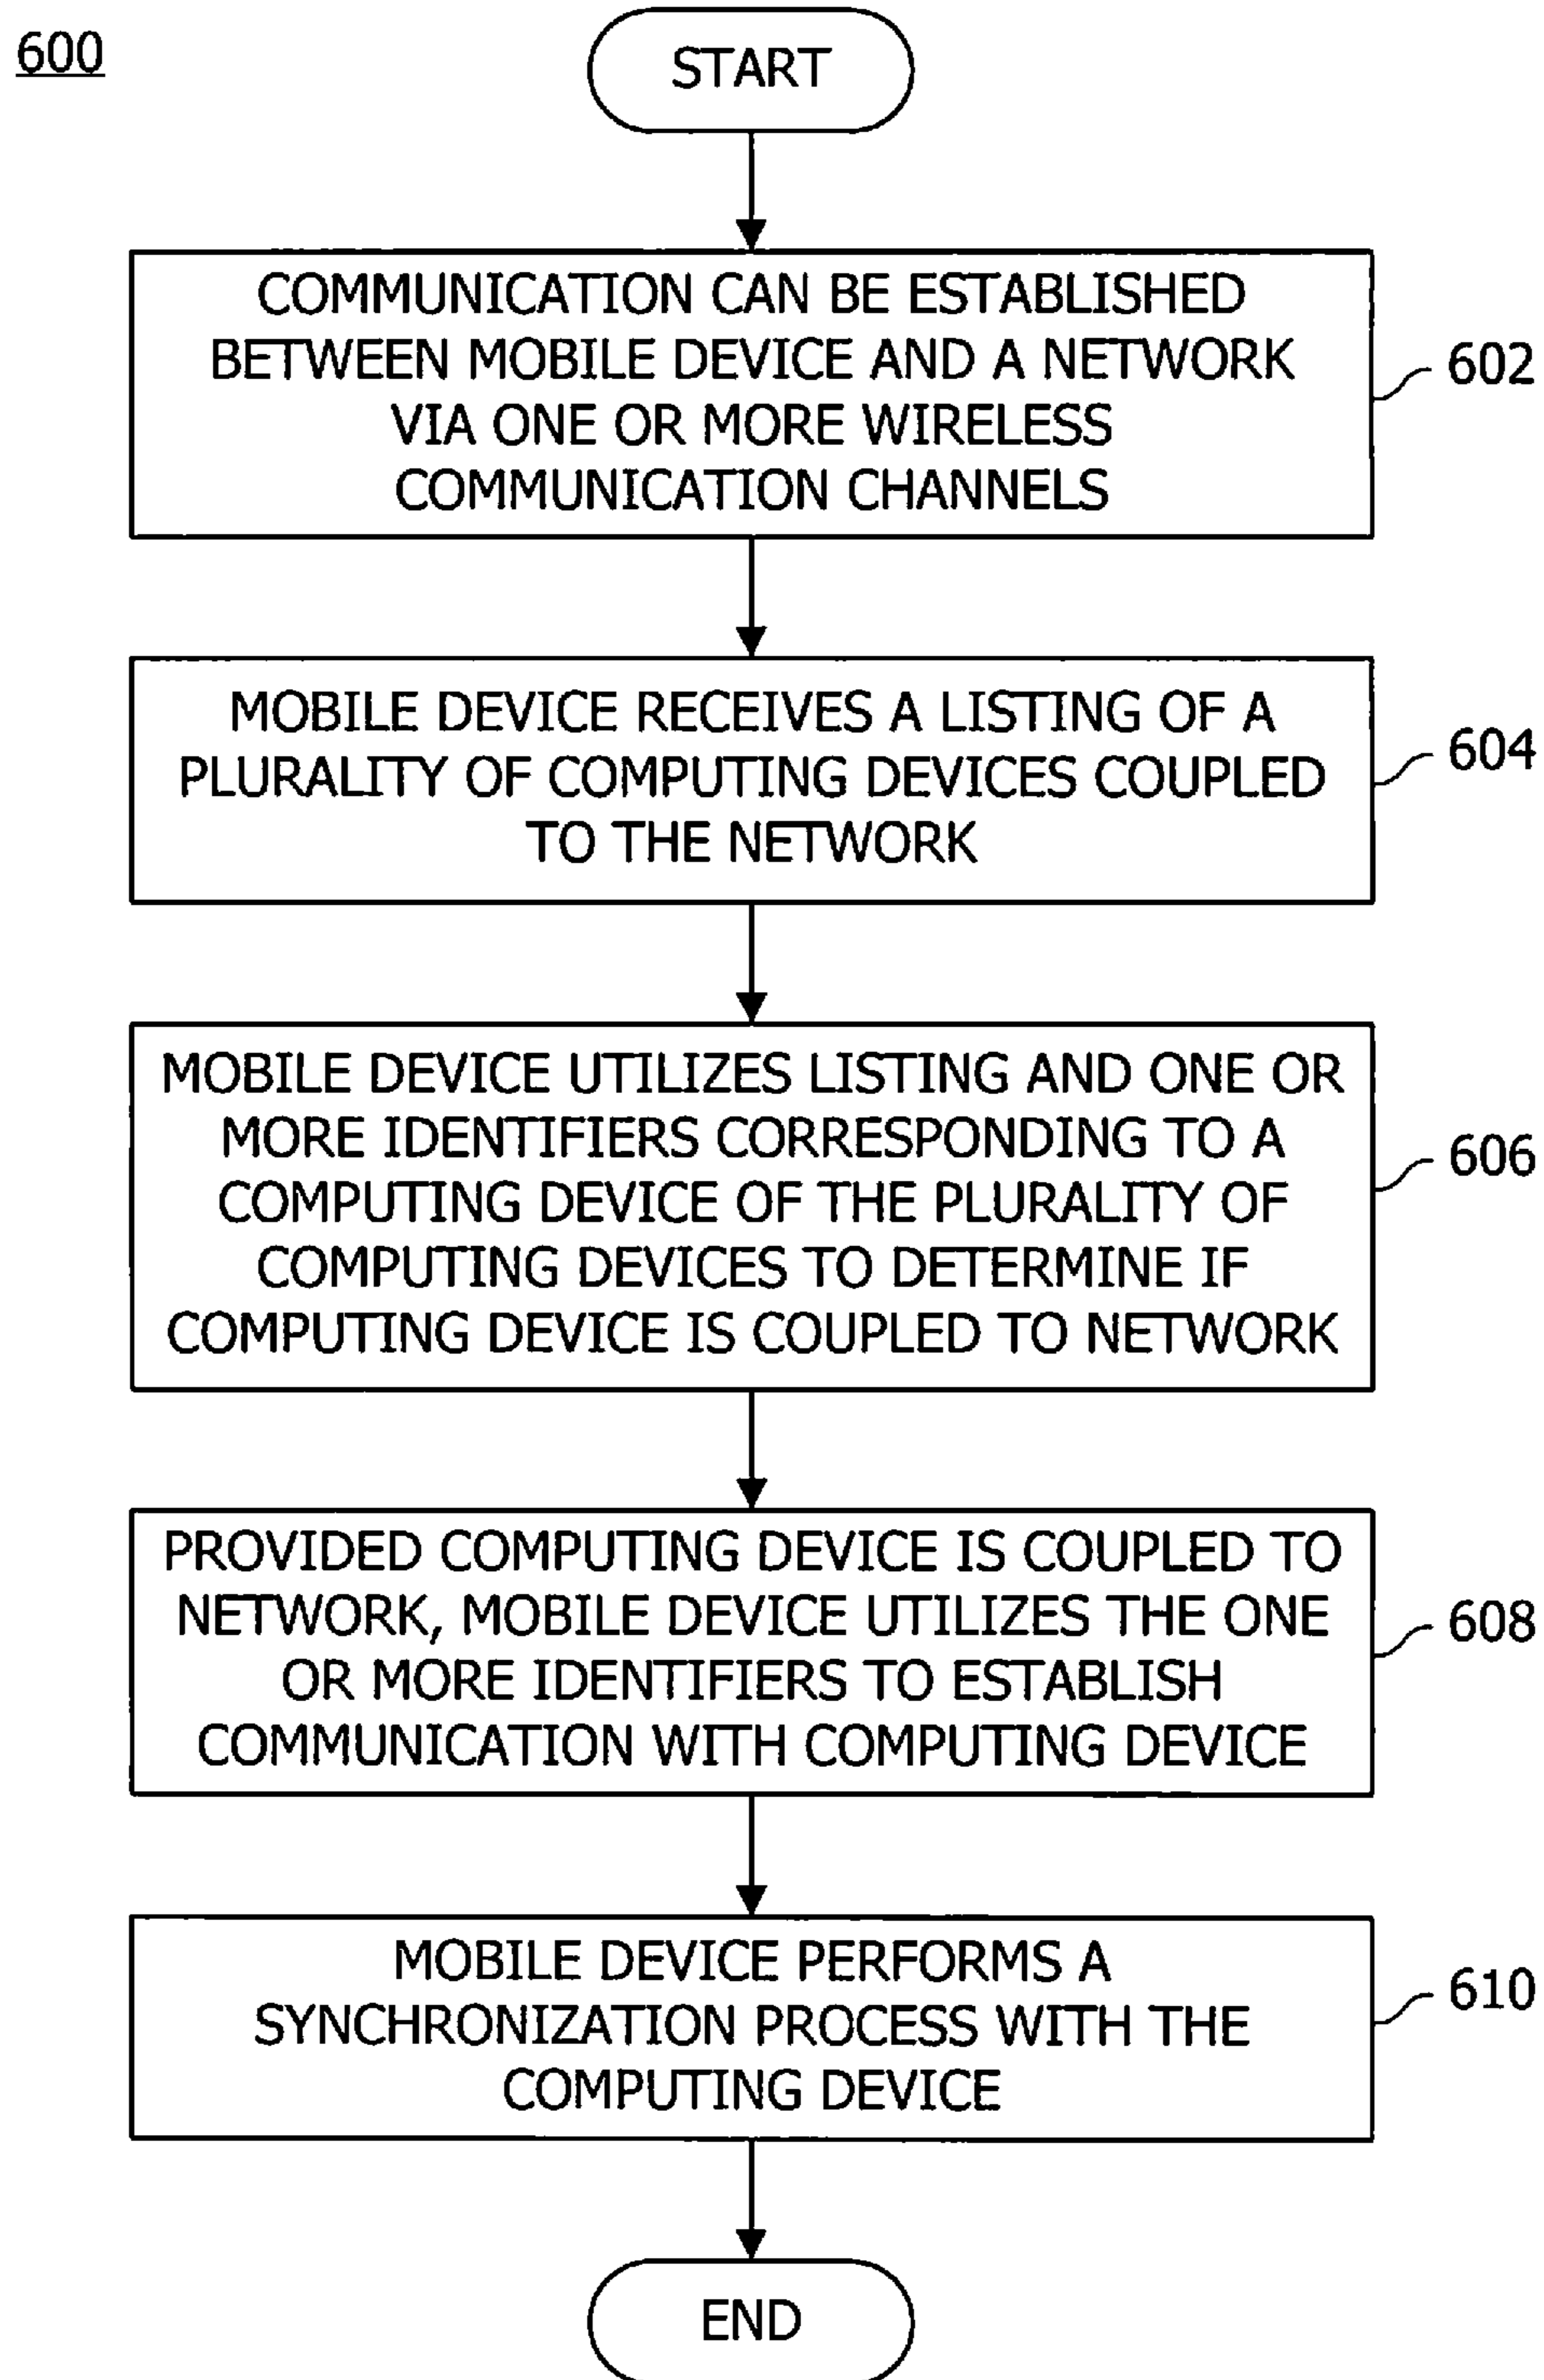 600
START
COMMUNICATION CAN BE ESTABLISHED
BETWEEN MOBILE DEVICE AND A NETWORK
VIA ONE OR MORE WIRELESS
COMMUNICATION CHANNELS
602
MOBILE DEVICE RECEIVES A LISTING OF A
PLURALITY OF COMPUTING DEVICES COUPLED
TO THE NETWORK
604
MOBILE DEVICE UTILIZES LISTING AND ONE OR
MORE IDENTIFIERS CORRESPONDING TO A
COMPUTING DEVICE OF THE PLURALITY OF
COMPUTING DEVICES TO DETERMINE IF
COMPUTING DEVICE IS COUPLED TO NETWORK
606
PROVIDED COMPUTING DEVICE IS COUPLED TO
NETWORK, MOBILE DEVICE UTILIZES THE ONE
OR MORE IDENTIFIERS TO ESTABLISH
COMMUNICATION WITH COMPUTING DEVICE
608
MOBILE DEVICE PERFORMS A
SYNCHRONIZATION PROCESS WITH THE
COMPUTING DEVICE
610
END